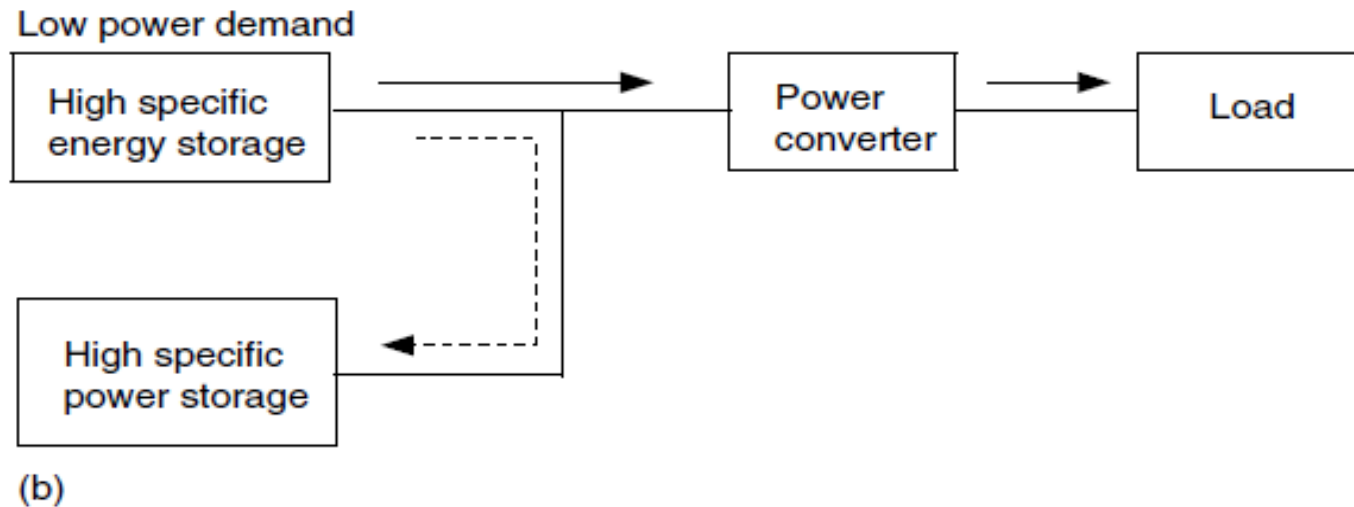 Low power demand
High specific
energy storage
Power
converter
Load
High specific
power storage
(b)